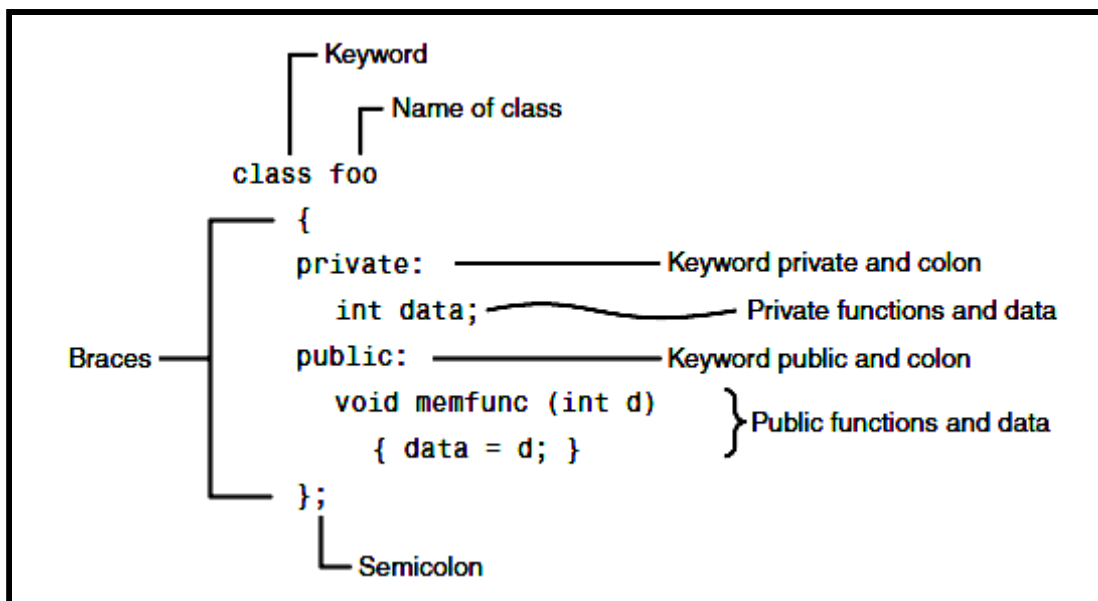 Keyword
Name of class
class foo
{
private: Keyword private and colon
int data; Private functions and data
Braces public: Keyword public and colon
void memfunc (int d)
Public functions and data
{ data = d; }
};
Semicolon